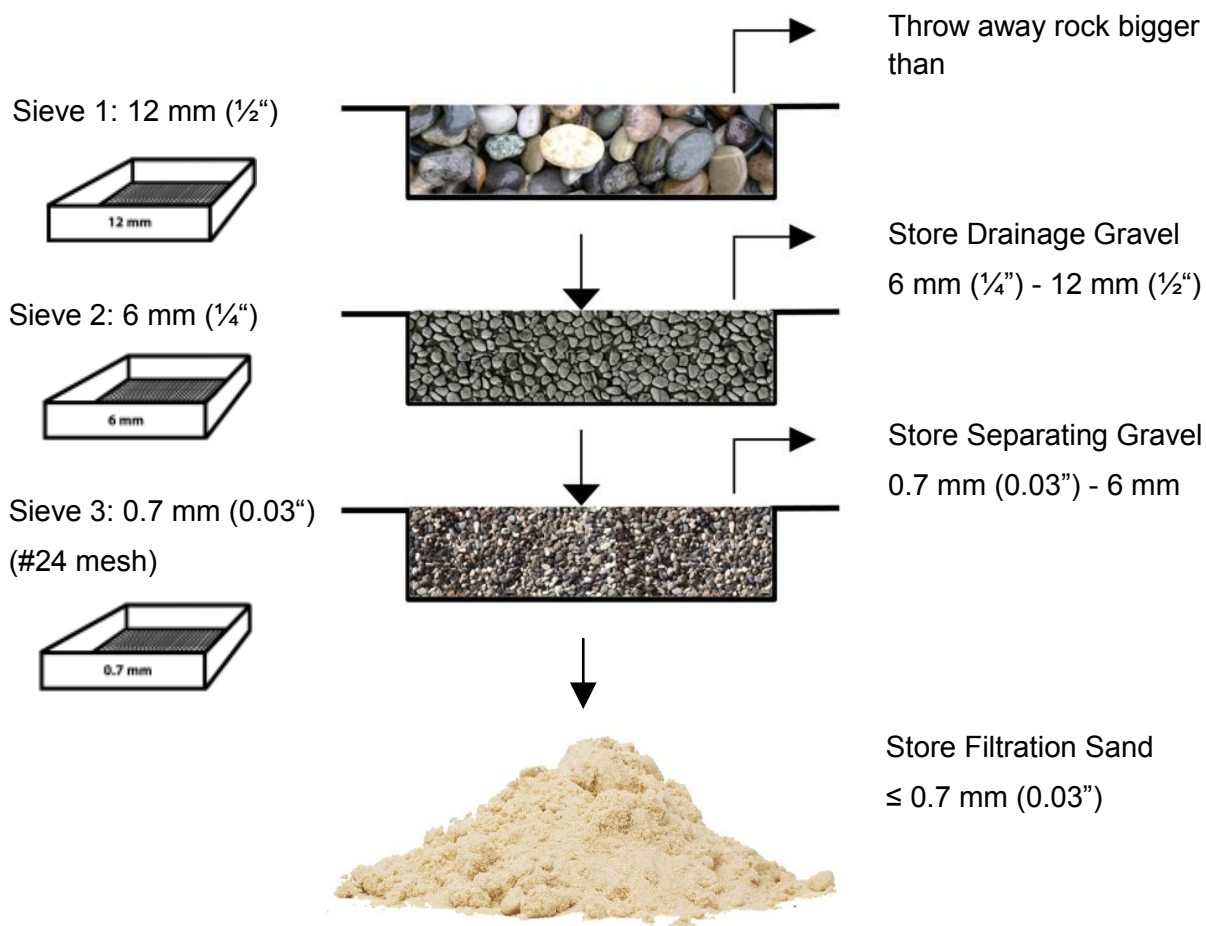 Throw away rock bigger
than
Sieve 1: 12 mm (½“)
12 mm
Store Drainage Gravel
6 mm (¼”) - 12 mm (½“)
Sieve 2: 6 mm (¼“)
6 mm
Store Separating Gravel
0.7 mm (0.03”) - 6 mm
Sieve 3: 0.7 mm (0.03“)
(#24 mesh)
0.7 mm
Store Filtration Sand
≤ 0.7 mm (0.03”)